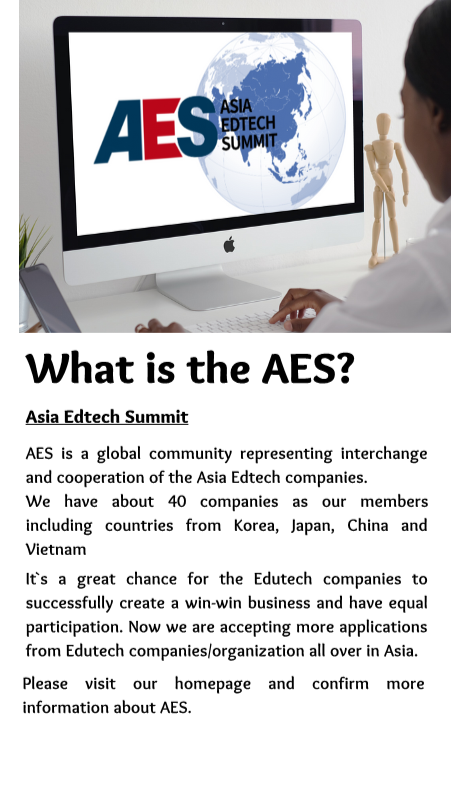 AES ASIA
EDTECH
SUMMIT
What is the AES?
Asia Edtech Summit
AES is a global community representing interchange
and cooperation of the Asia Edtech companies.
We have about 40 companies as our members
including countries from Korea, Japan, China and
Vietnam
It`s a great chance for the Edutech companies to
successfully create a win-win business and have equal
participation. Now we are accepting more applications
from Edutech companies/organization all over in Asia.
Please visit our homepage and confirm more
information about AES.